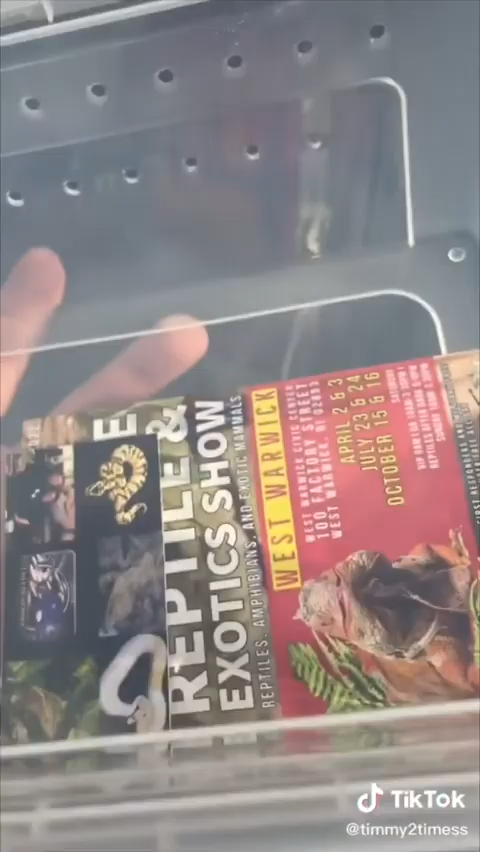 E
REPTILE &
EXOTICS SHOW
REPTILES, AMPHIBIANS, AND EXOTIC MAMMALS
WEST WARWICK
WEST WARWICK CIVIC CENTER
100 FACTORY STREET
WEST WARWICK, RI 02893
APRIL 2 & 3
JULY 23 & 24
OCTOBER 15 & 16
TikTok
@timmy2timess